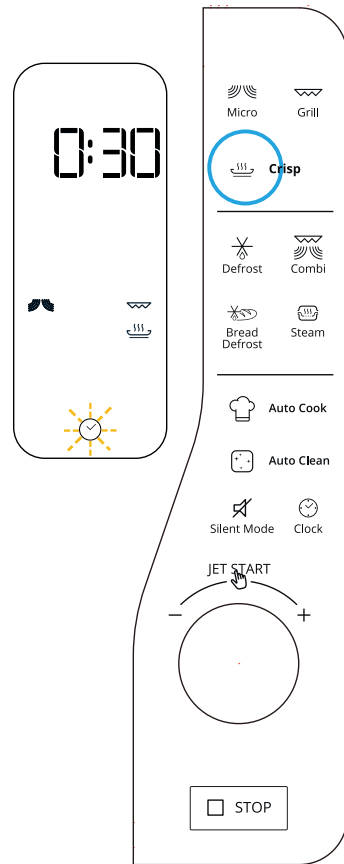 0:30
Micro Grill
Crisp
Defrost Combi
Bread Steam
Defrost
Auto Cook
Auto Clean
Silent Mode Clock
JET START
− +
STOP